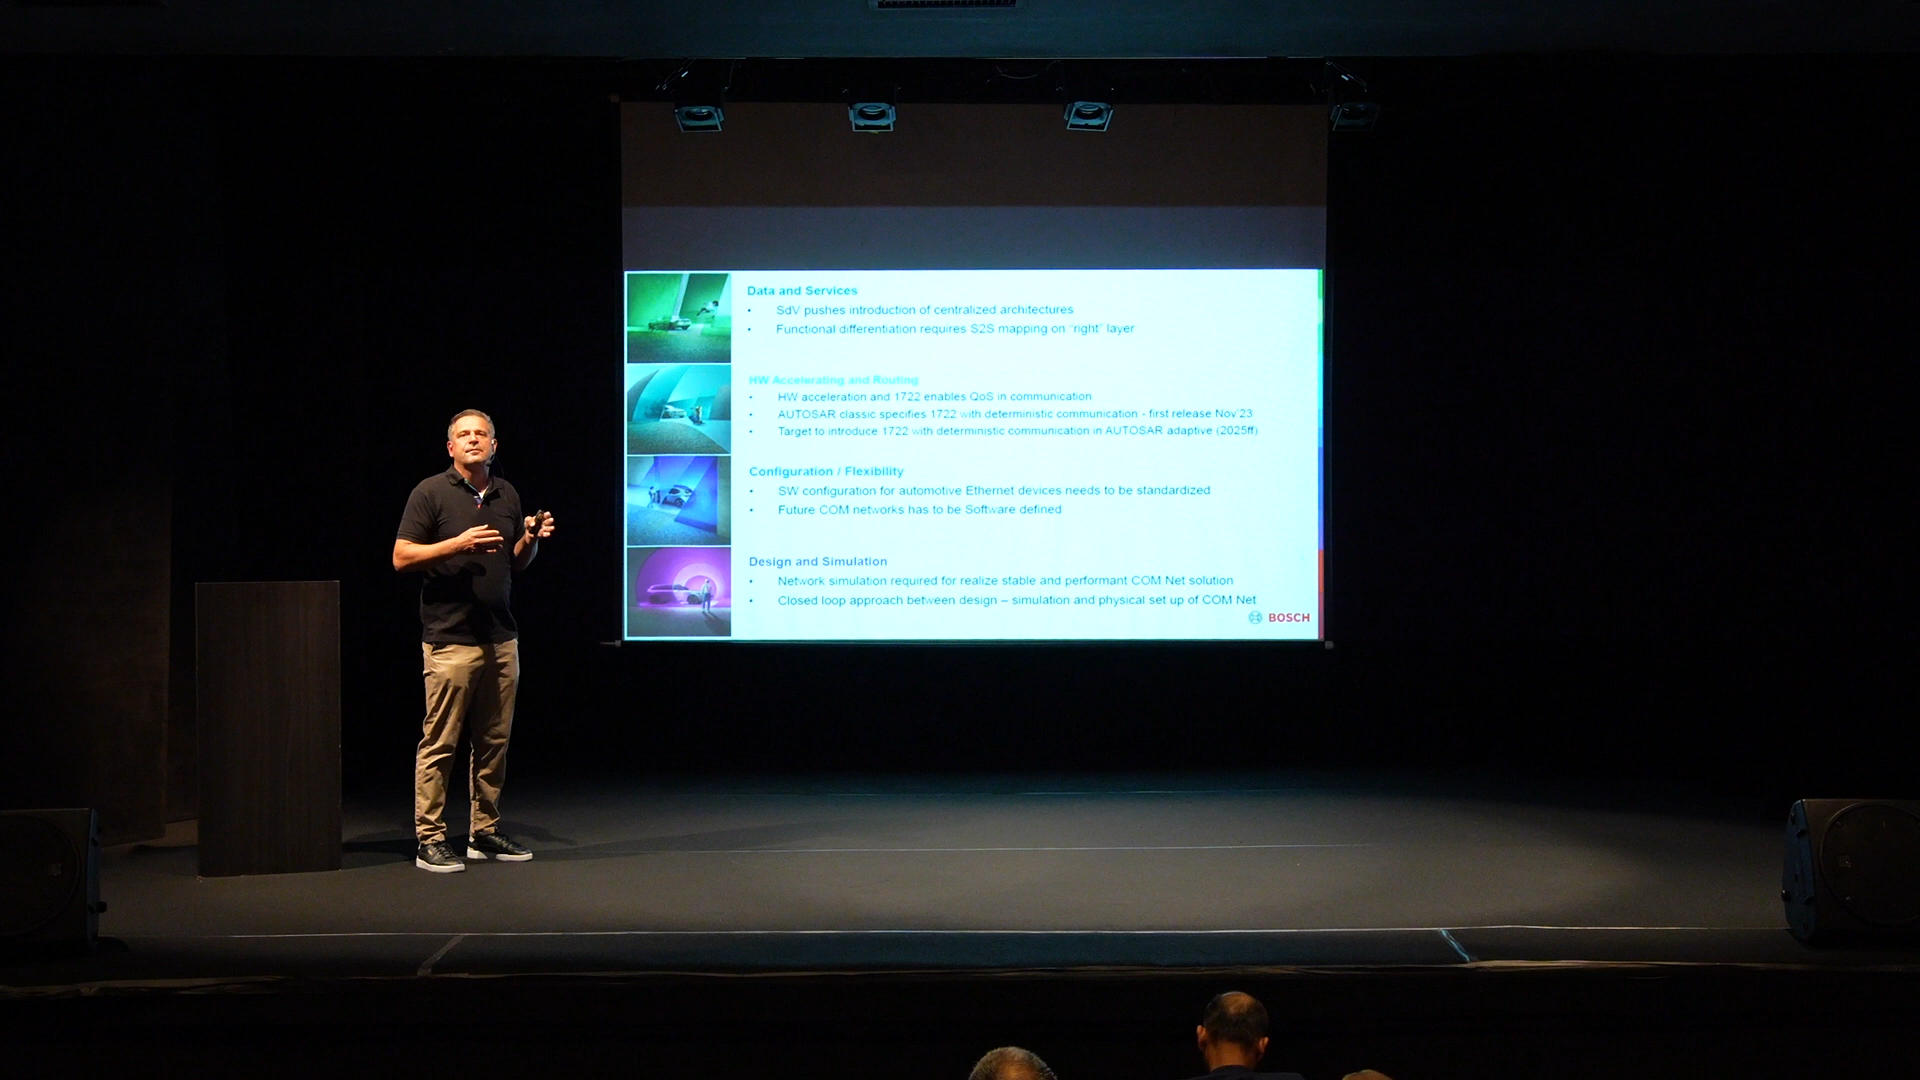 Data and Services
• SdV pushes introduction of centralized architectures
• Functional differentiation requires S2S mapping on "right" layer
HW Accelerating and Routing
• HW acceleration and 1722 enables QoS in communication
• AUTOSAR classic specifies 1722 with deterministic communication - first release Nov'23
• Target to introduce 1722 with deterministic communication in AUTOSAR adaptive (2025ff)
Configuration / Flexibility
• SW configuration for automotive Ethernet devices needs to be standardized
• Future COM networks has to be Software defined
Design and Simulation
• Network simulation required for realize stable and performant COM Net solution
• Closed loop approach between design – simulation and physical set up of COM Net
BOSCH